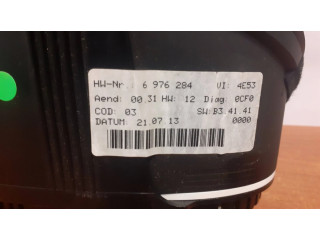 HW-Nr. 6 976 284 VI: 4E53
Aend: 00.31 HW: 12 Diag 0CF0
COD: 03 SW:B3.41.41
DATUM 21.07.13 0000